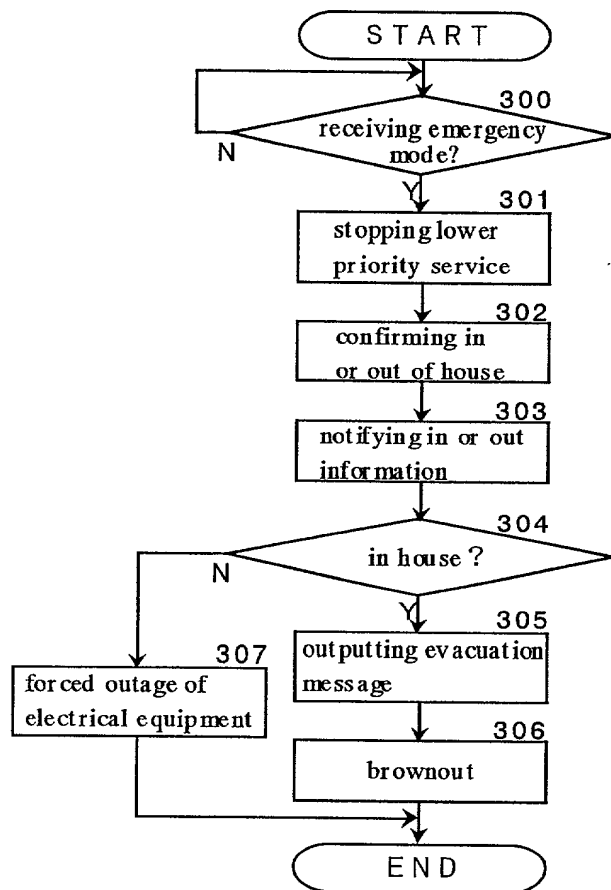 START
300
receiving emergency
mode?
N
Y
301
stopping lower
priority service
302
confirming in
or out of house
303
notifying in or out
information
304
in house?
N
Y
305
outputting evacuation
message
307
forced outage of
electrical equipment
306
brownout
END